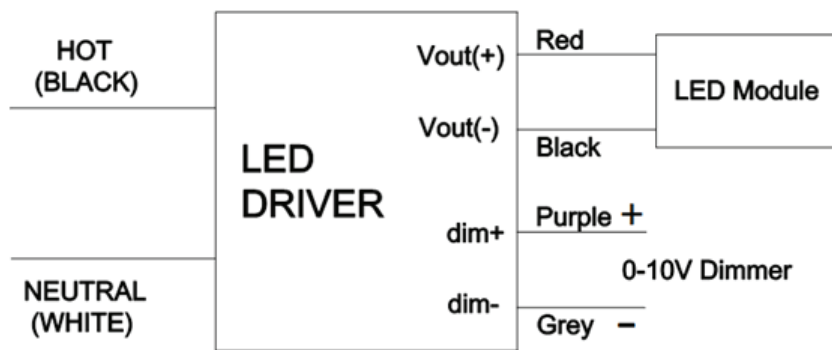 HOT
(BLACK)
NEUTRAL
(WHITE)
LED
DRIVER
Vout(+)
Vout(-)
dim+
dim-
Red
Black
Purple +
Grey -
LED Module
0-10V Dimmer